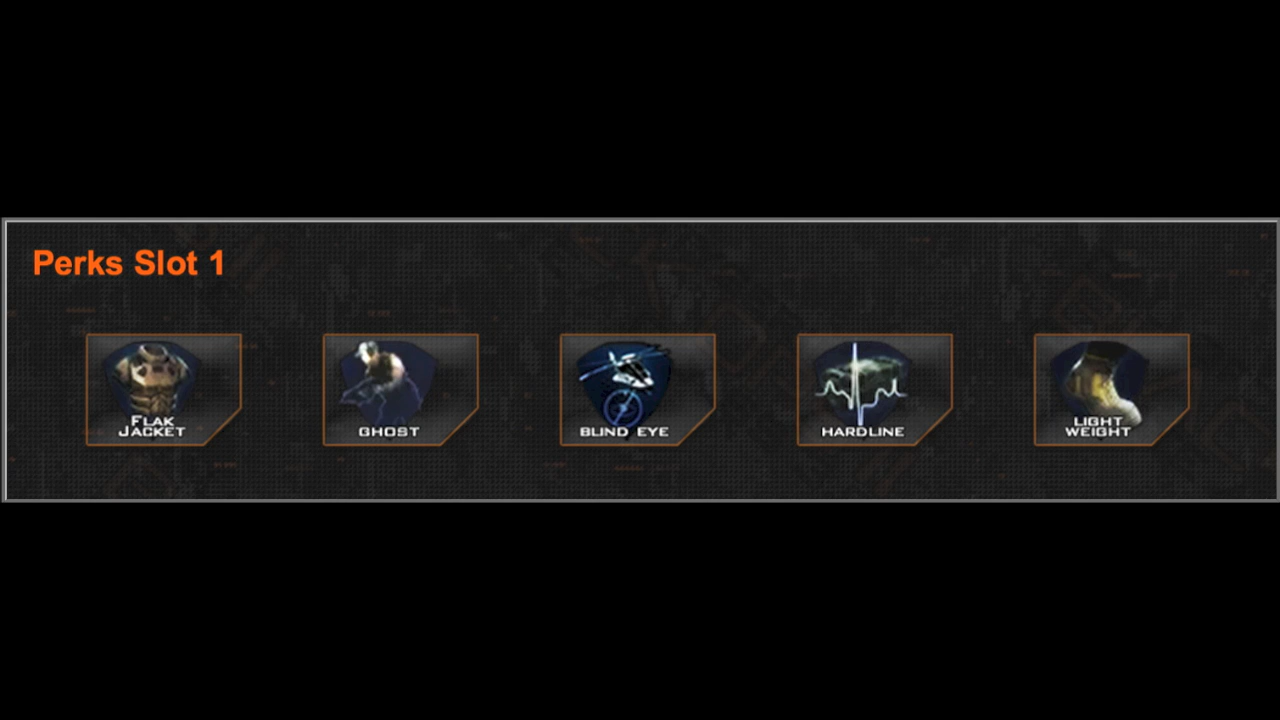 Perks Slot 1
FLAK
JACKET
GHOST
BLIND EYE
HARDLINE
LIGHT
WEIGHT